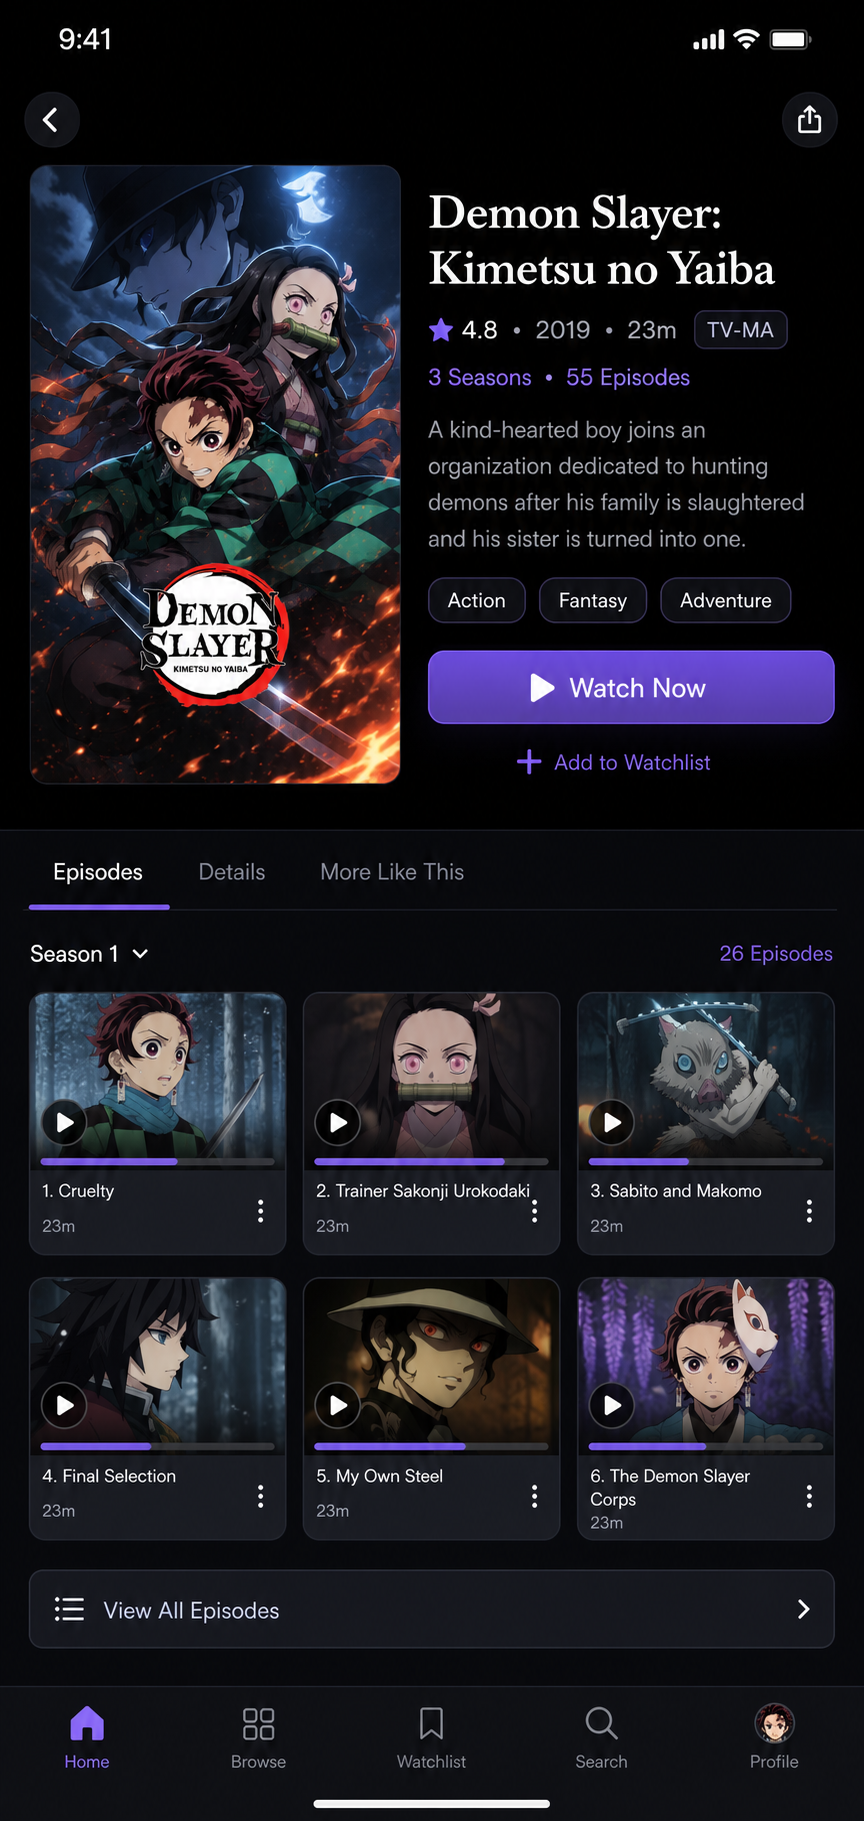 9:41
Demon Slayer:
Kimetsu no Yaiba
4.8 • 2019 • 23m TV-MA
3 Seasons • 55 Episodes
A kind-hearted boy joins an
organization dedicated to hunting
demons after his family is slaughtered
and his sister is turned into one.
Action Fantasy Adventure
Watch Now
Add to Watchlist
DEMON
SLAYER
KIMETSU NO YAIBA
Episodes Details More Like This
Season 1 26 Episodes
1. Cruelty
23m
2. Trainer Sakonji Urokodaki
23m
3. Sabito and Makomo
23m
4. Final Selection
23m
5. My Own Steel
23m
6. The Demon Slayer
Corps
23m
View All Episodes
Home Browse Watchlist Search Profile